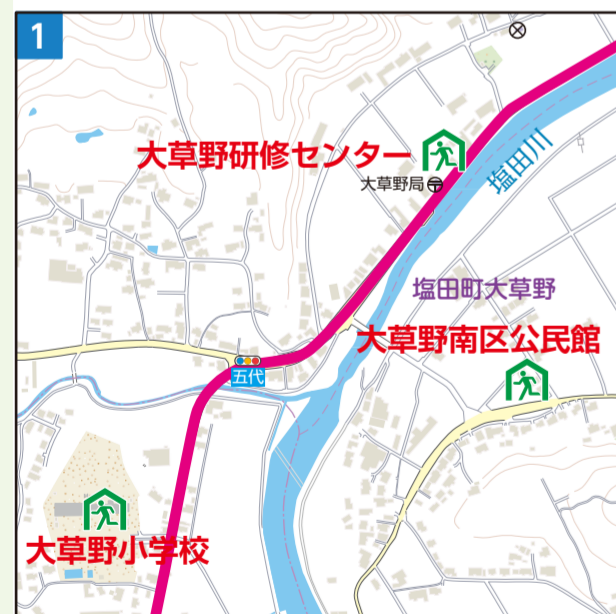 1
大草野研修センター
大草野局
塩田川
塩田町大草野
大草野南区公民館
五代
大草野小学校